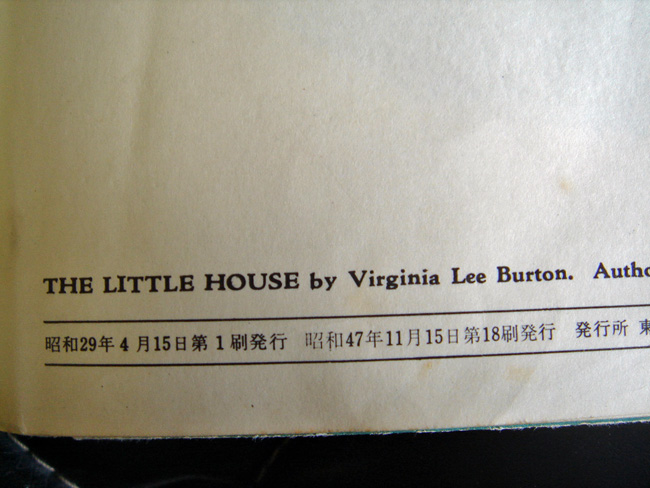 THE LITTLE HOUSE by Virginia Lee Burton. Autho
昭和29年4月15日第1刷発行 昭和47年11月15日第18刷発行 発行所 東